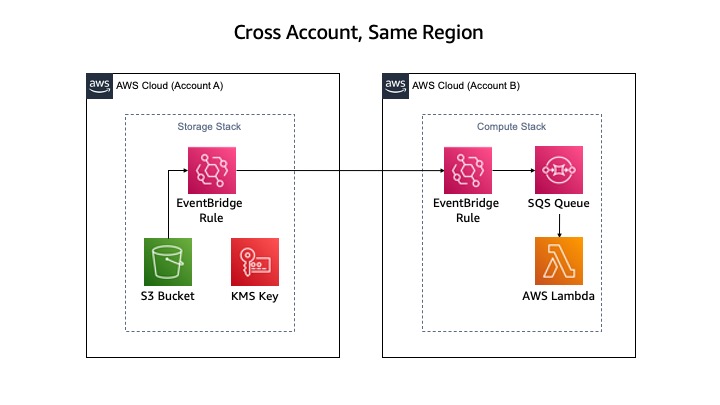 Cross Account, Same Region
aws
AWS Cloud (Account A)
Storage Stack
EventBridge
Rule
S3 Bucket
KMS Key
aws
AWS Cloud (Account B)
Compute Stack
EventBridge
Rule
SQS Queue
AWS Lambda